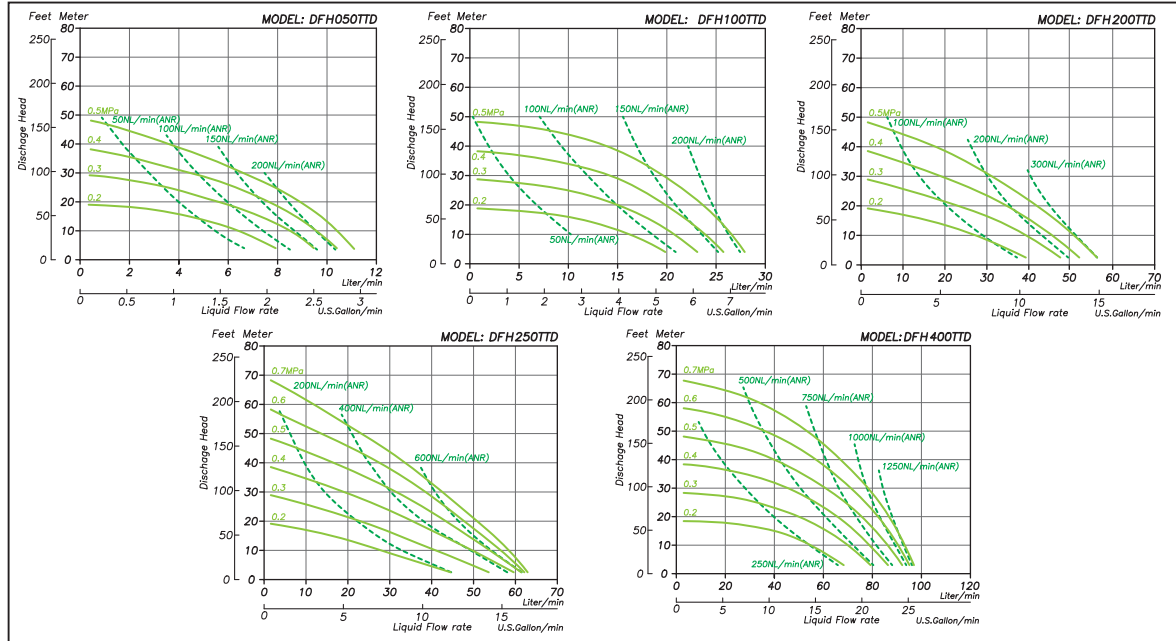 Feet Meter MODEL: DFH050TTD
250 200 150 100 50 0
80 70 60 50 40 30 20 10 0
Dischage Head
0.5MPa
0.4
0.3
0.2
50NL/min(ANR)
100NL/min(ANR)
150NL/min(ANR)
200NL/min(ANR)
0 2 4 6 8 10 12
Liter/min
0 0.5 1 1.5 2 2.5 3
Liquid Flow rate U.S.Gallon/min
Feet Meter MODEL: DFH100TTD
250 200 150 100 50 0
80 70 60 50 40 30 20 10 0
Dischage Head
0.5MPa
0.4
0.3
0.2
100NL/min(ANR)
150NL/min(ANR)
200NL/min(ANR)
50NL/min(ANR)
0 5 10 15 20 25 30
Liter/min
0 1 2 3 4 5 6 7
Liquid Flow rate U.S.Gallon/min
Feet Meter MODEL: DFH200TTD
250 200 150 100 50 0
80 70 60 50 40 30 20 10 0
Dischage Head
0.5MPa
0.4
0.3
0.2
100NL/min(ANR)
200NL/min(ANR)
300NL/min(ANR)
0 10 20 30 40 50 60 70
Liter/min
0 5 10 15
Liquid Flow rate U.S.Gallon/min
Feet Meter MODEL: DFH250TTD
250 200 150 100 50 0
80 70 60 50 40 30 20 10 0
Dischage Head
0.7MPa
0.6
0.5
0.4
0.3
0.2
200NL/min(ANR)
400NL/min(ANR)
600NL/min(ANR)
0 10 20 30 40 50 60 70
Liter/min
0 5 10 15
Liquid Flow rate U.S.Gallon/min
Feet Meter MODEL: DFH400TTD
250 200 150 100 50 0
80 70 60 50 40 30 20 10 0
Dischage Head
0.7MPa
0.6
0.5
0.4
0.3
0.2
500NL/min(ANR)
750NL/min(ANR)
1000NL/min(ANR)
1250NL/min(ANR)
250NL/min(ANR)
0 20 40 60 80 100 120
Liter/min
0 5 10 15 20 25
Liquid Flow rate U.S.Gallon/min